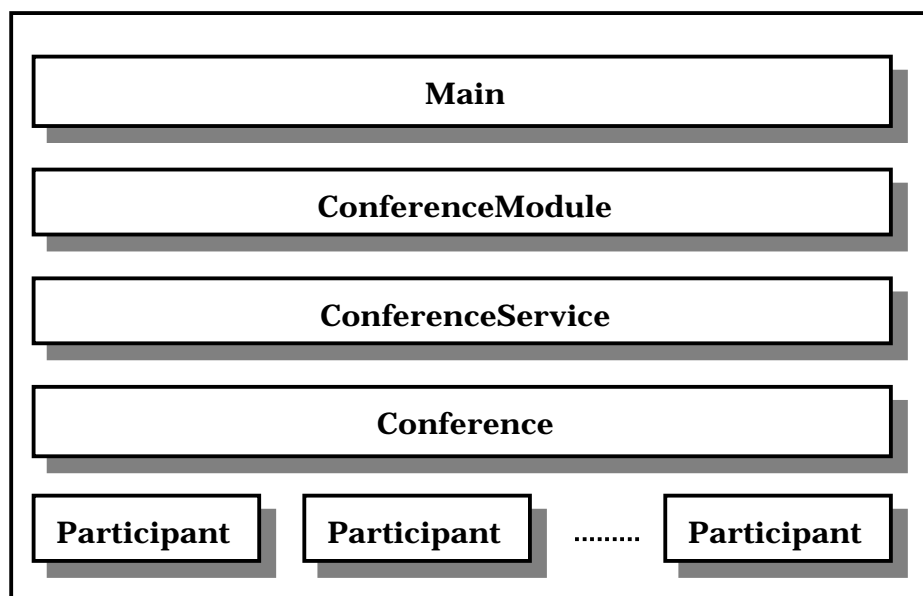 Main
ConferenceModule
ConferenceService
Conference
Participant Participant ......... Participant